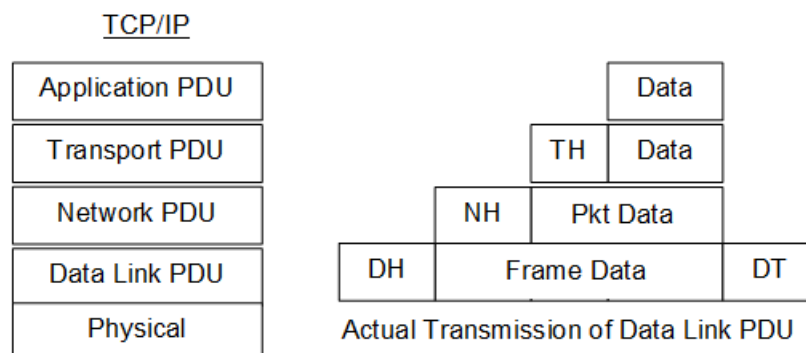 TCP/IP
Application PDU
Data
Transport PDU
TH
Data
Network PDU
NH
Pkt Data
Data Link PDU
DH
Frame Data
DT
Physical
Actual Transmission of Data Link PDU